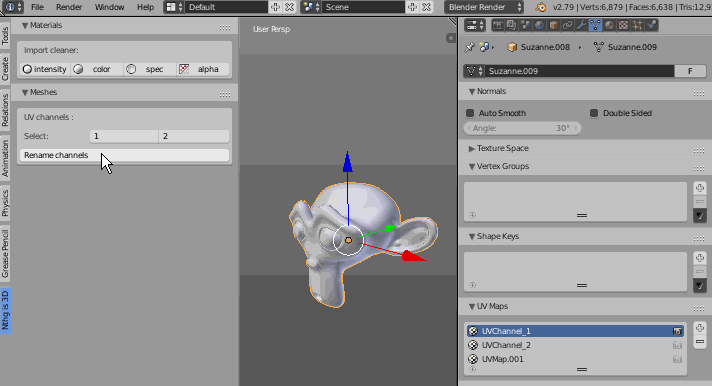 File Render Window Help Default Scene Blender Render v2.79 | Verts:6,879 | Faces:6,638 | Tris:12,9
Tools
Create
Relations
Animation
Physics
Grease Pencil
Nthg is 3D
Materials
Import cleaner:
intensity color spec alpha
Meshes
UV channels :
Select: 1 2
Rename channels
User Persp
Suzanne.008 Suzanne.009
Suzanne.009 F
Normals
Auto Smooth Double Sided
Angle: 30°
Texture Space
Vertex Groups
Shape Keys
UV Maps
UVChannel_1
UVChannel_2
UVMap.001